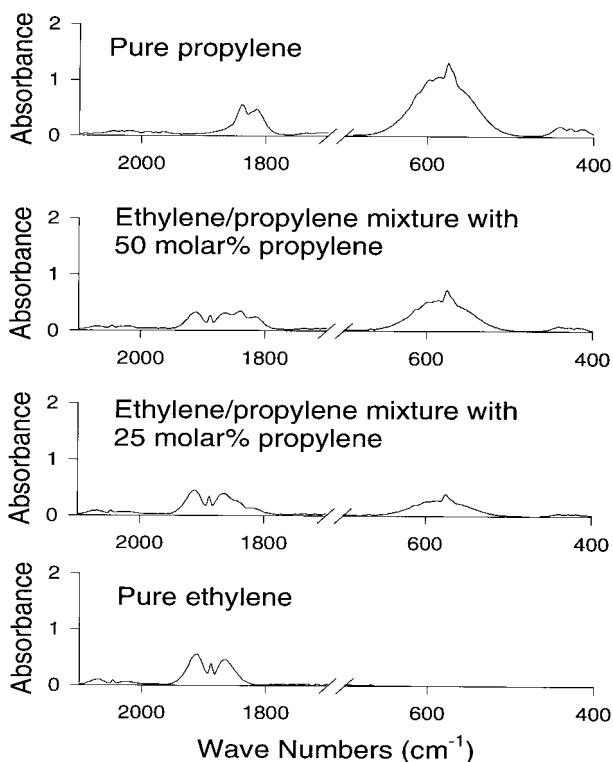 Pure propylene
Absorbance
2
1
0
2000
1800
600
400
Ethylene/propylene mixture with
50 molar% propylene
Absorbance
2
1
0
2000
1800
600
400
Ethylene/propylene mixture with
25 molar% propylene
Absorbance
2
1
0
2000
1800
600
400
Pure ethylene
Absorbance
2
1
0
2000
1800
600
400
Wave Numbers (cm⁻¹)